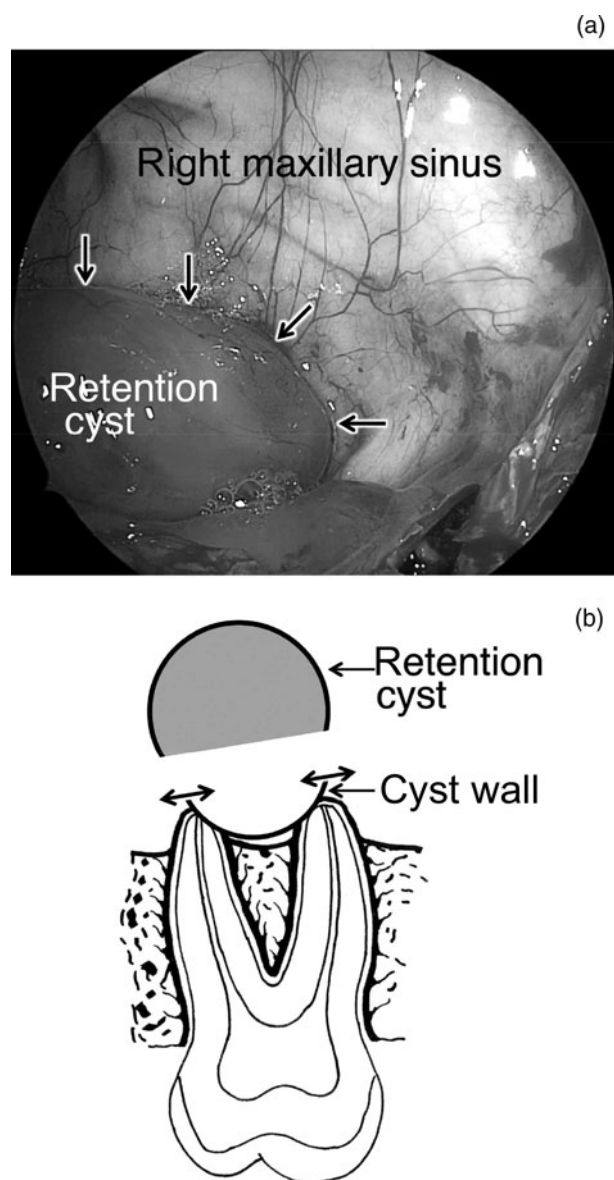 (a)
Right maxillary sinus
Retention
cyst
(b)
Retention
cyst
Cyst wall